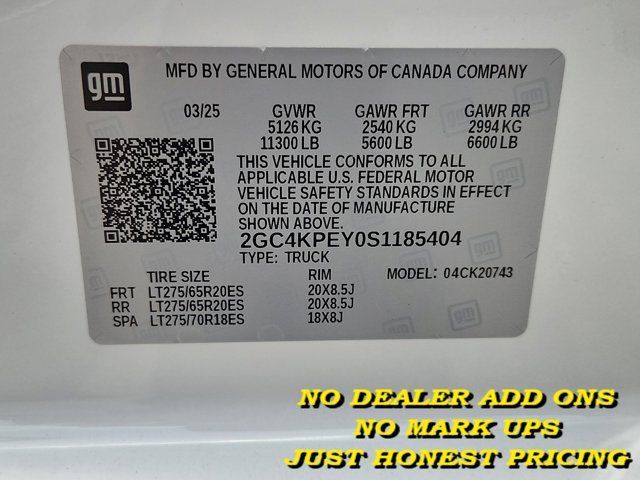 gm
MFD BY GENERAL MOTORS OF CANADA COMPANY
03/25 GVWR GAWR FRT GAWR RR
5126 KG 2540 KG 2994 KG
11300 LB 5600 LB 6600 LB
THIS VEHICLE CONFORMS TO ALL
APPLICABLE U.S. FEDERAL MOTOR
VEHICLE SAFETY STANDARDS IN EFFECT
ON THE DATE OF MANUFACTURE
SHOWN ABOVE.
2GC4KPEY0S1185404
TYPE: TRUCK
TIRE SIZE RIM MODEL: 04CK20743
FRT LT275/65R20ES 20X8.5J
RR LT275/65R20ES 20X8.5J
SPA LT275/70R18ES 18X8J
NO DEALER ADD ONS
NO MARK UPS
JUST HONEST PRICING